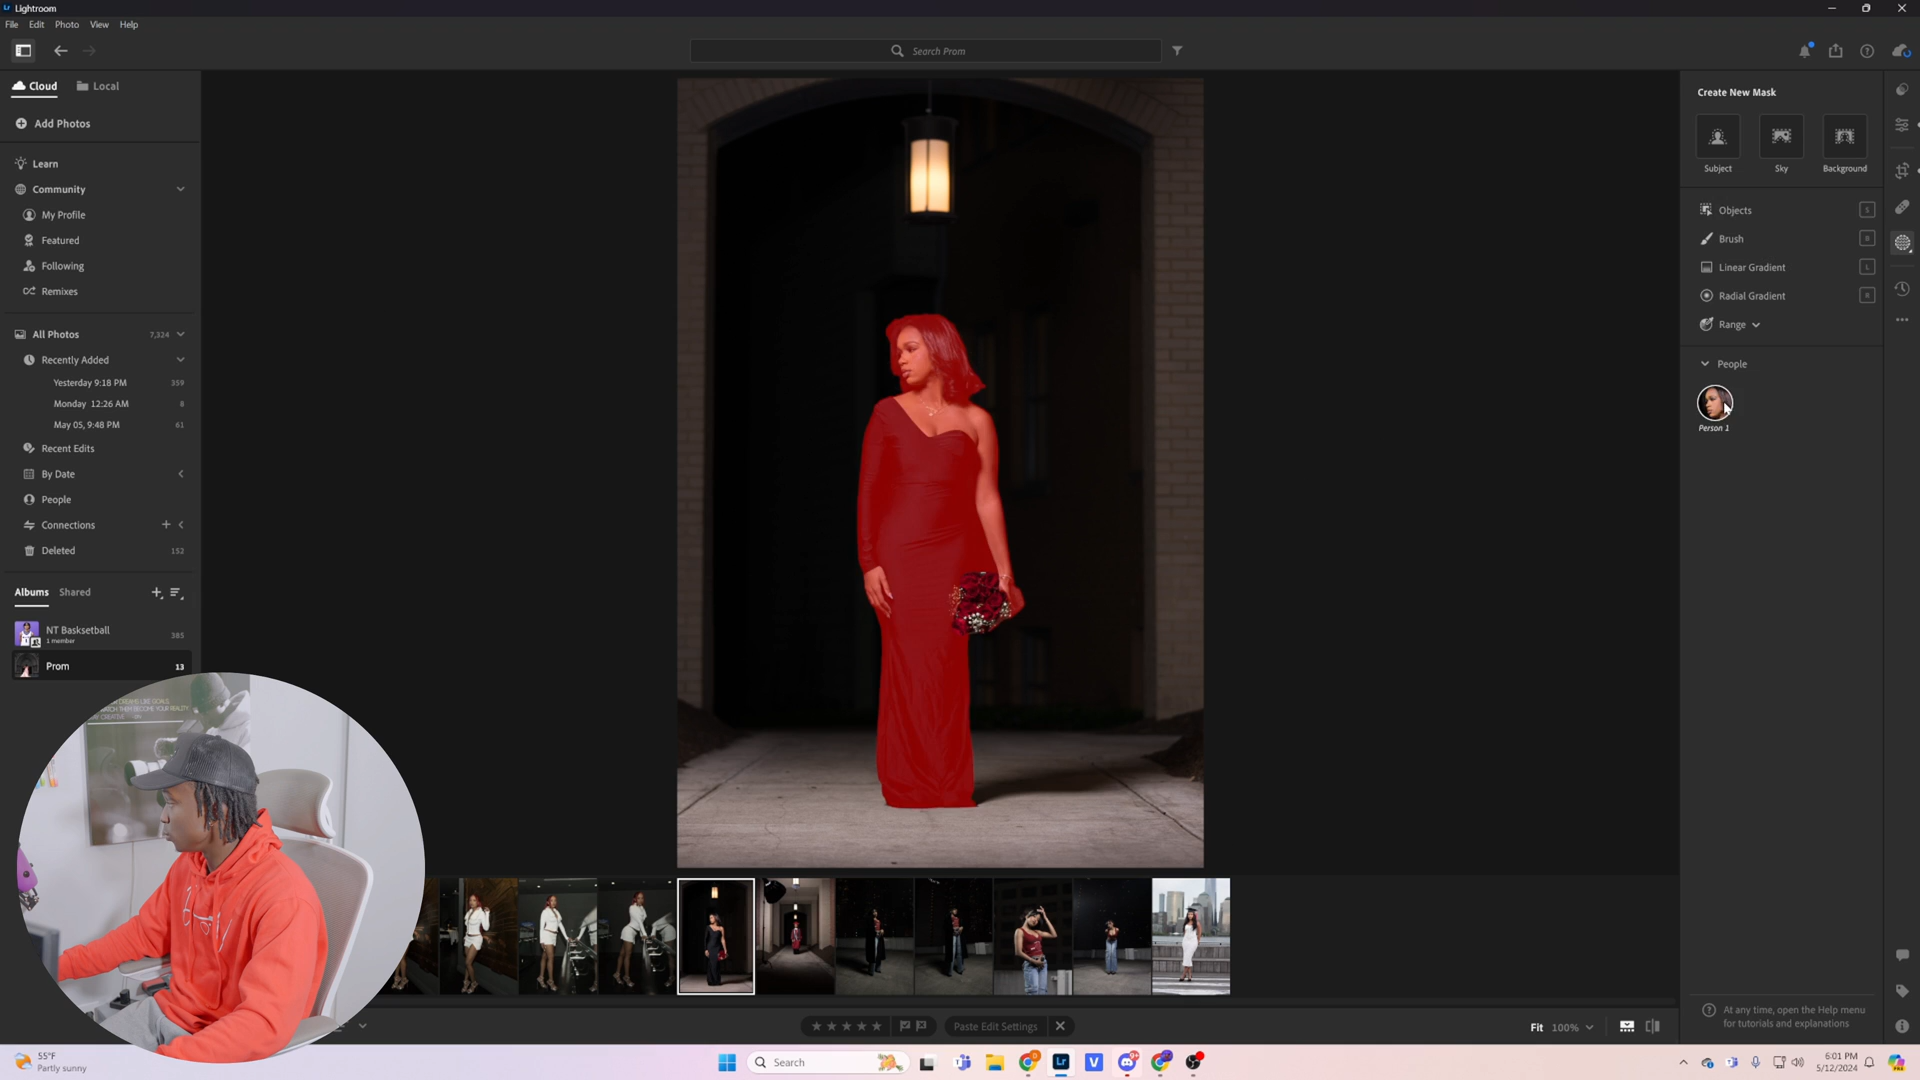 Lightroom
File Edit Photo View Help
Search Prom
Cloud Local
Add Photos
Learn
Community
My Profile
Featured
Following
Remixes
All Photos 7,324
Recently Added
Yesterday 9:18 PM 359
Monday 12:26 AM 8
May 05, 9:48 PM 61
Recent Edits
By Date
People
Connections
Deleted 152
Albums Shared
NT Basksetball 385
1 member
Prom 13
Create New Mask
Subject Sky Background
Objects S
Brush B
Linear Gradient L
Radial Gradient R
Range
People
Person 1
At any time, open the Help menu
for tutorials and explanations
Paste Edit Settings
Fit 100%
55°F
Partly sunny
Search
Lr
V
6:01 PM
5/12/2024